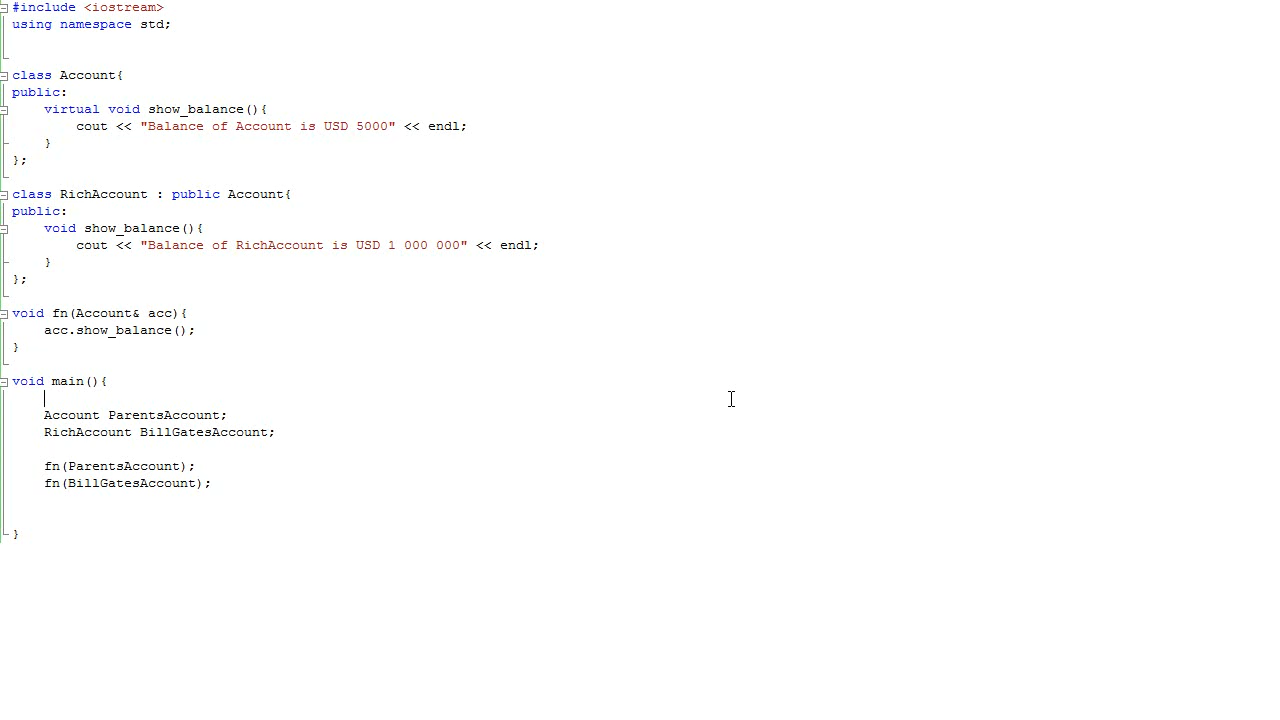 #include <iostream>
using namespace std;
class Account{
public:
    virtual void show_balance(){
        cout << "Balance of Account is USD 5000" << endl;
    }
};
class RichAccount : public Account{
public:
    void show_balance(){
        cout << "Balance of RichAccount is USD 1 000 000" << endl;
    }
};
void fn(Account& acc){
    acc.show_balance();
}
void main(){
    Account ParentsAccount;
    RichAccount BillGatesAccount;
    fn(ParentsAccount);
    fn(BillGatesAccount);
}